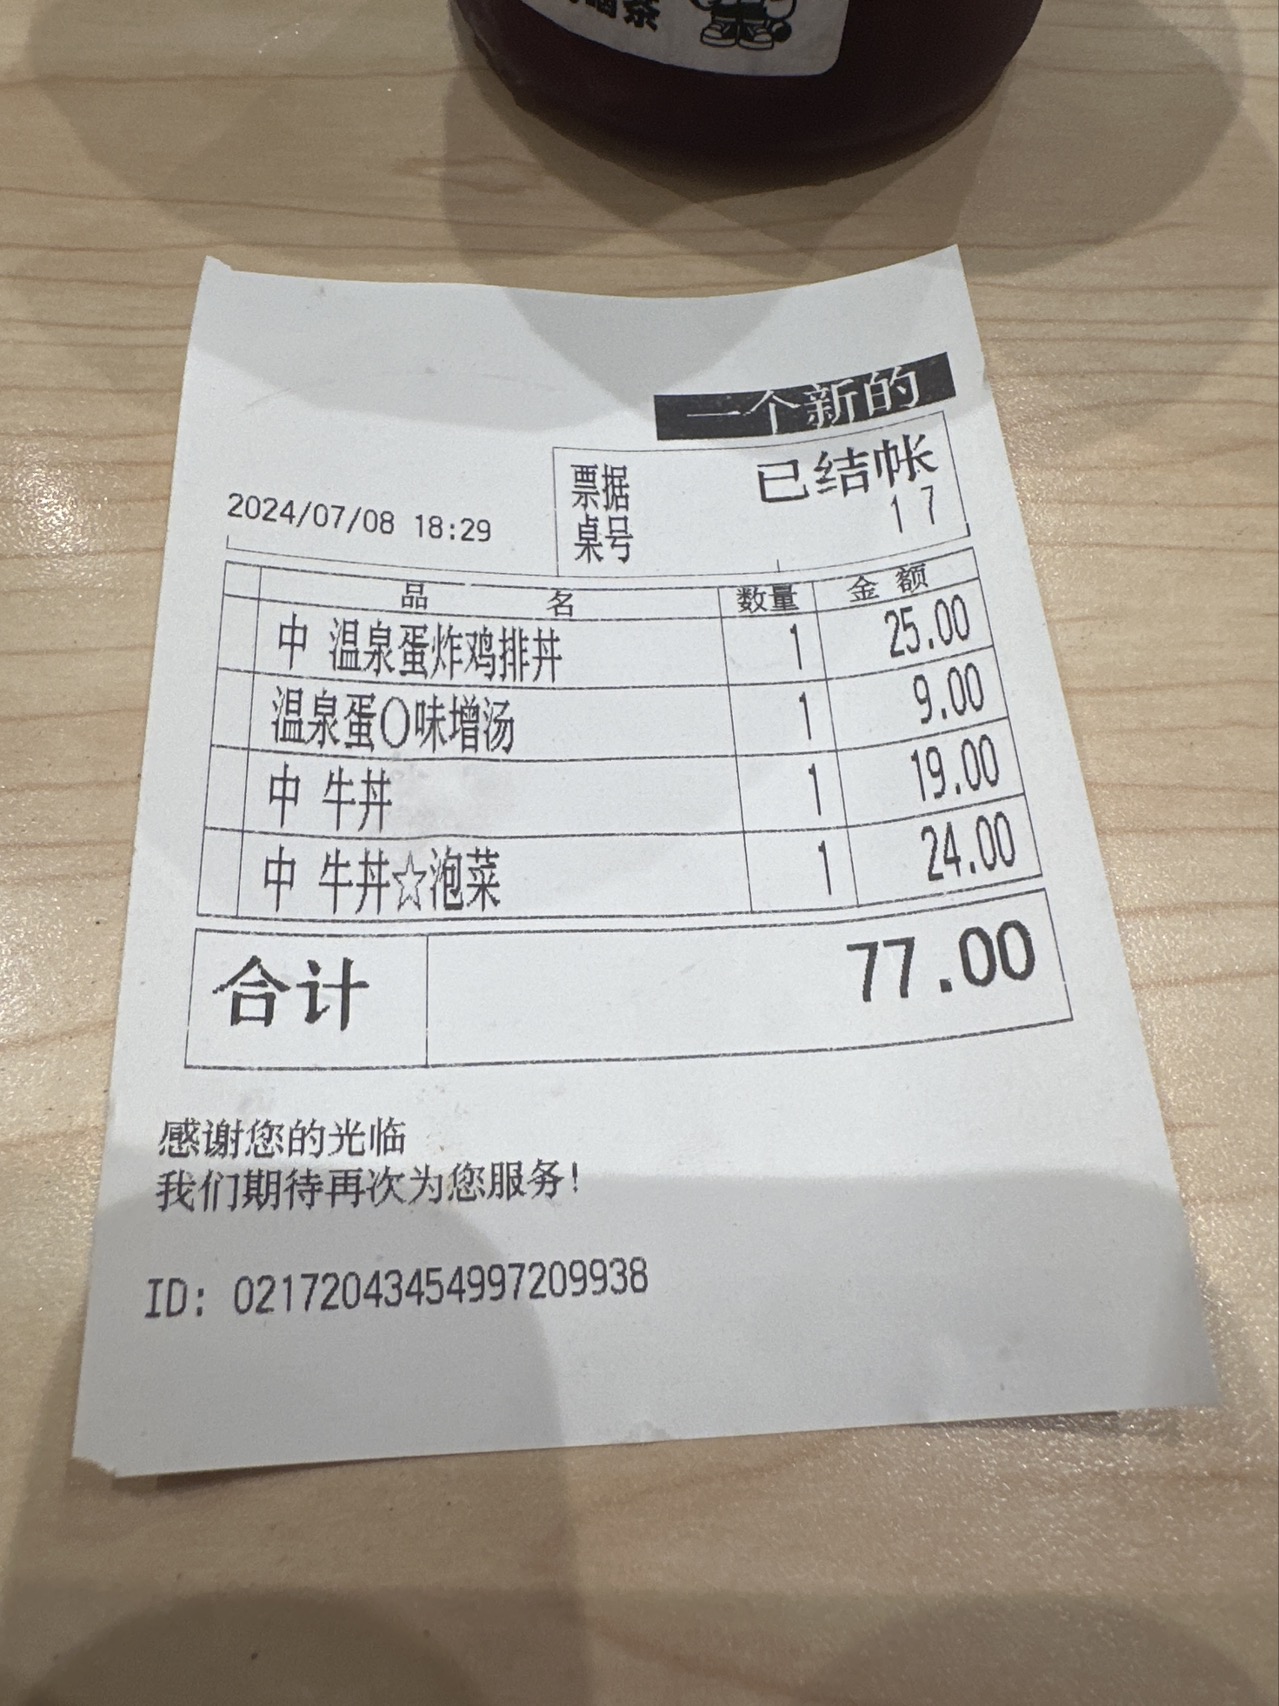 一个新的
票据 已结帐
2024/07/08 18:29 桌号 17
品名 数量 金额
中 温泉蛋炸鸡排丼 1 25.00
温泉蛋〇味增汤 1 9.00
中 牛丼 1 19.00
中 牛丼☆泡菜 1 24.00
合计 77.00
感谢您的光临
我们期待再次为您服务!
ID: 02172043454997209938